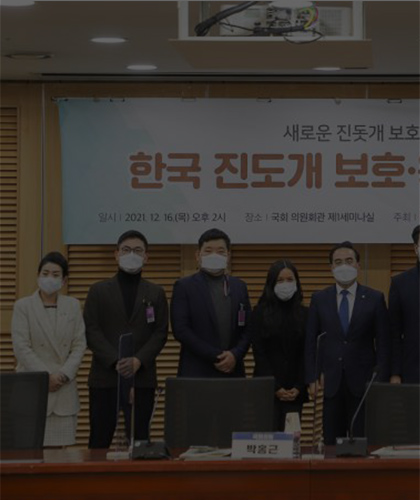 새로운 진돗개 보호
한국 진도개 보호·
일시 | 2021. 12. 16.(목) 오후 2시 장소 | 국회 의원회관 제1세미나실 주최 |
박홍근